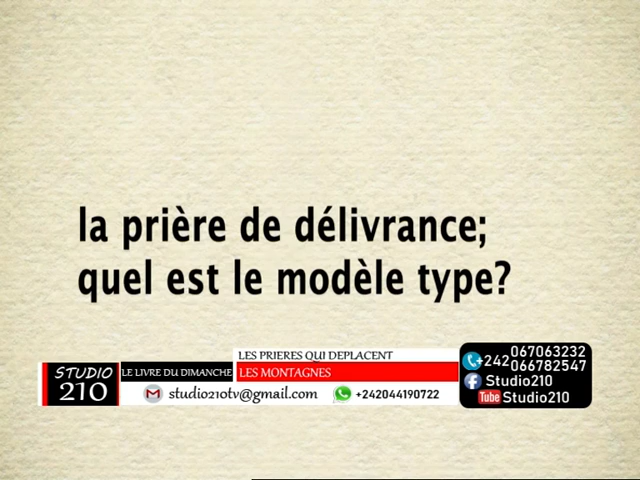 la prière de délivrance;
quel est le modèle type?
LES PRIERES QUI DEPLACENT
LES MONTAGNES
STUDIO
210
LE LIVRE DU DIMANCHE
studio210tv@gmail.com
+242044190722
+242
067063232
066782547
Studio210
Tube Studio210